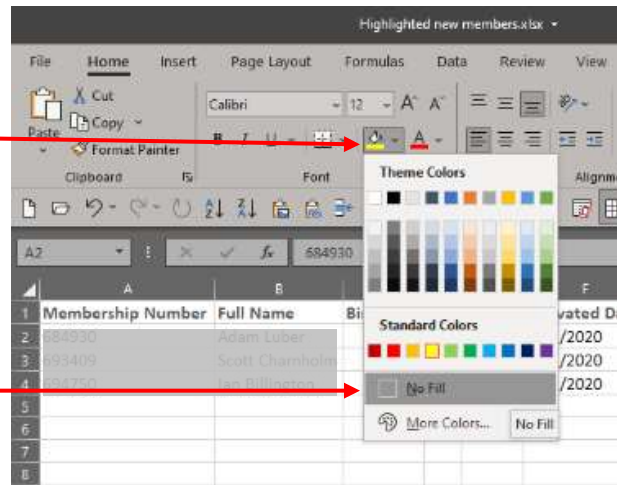 Highlighted new members.xlsx
File Home Insert Page Layout Formulas Data Review View
Cut
Copy
Format Painter
Paste
Calibri 12 A A
B I U A
Clipboard Font Alignm
A2 fx 684930
A B F
1 Membership Number Full Name Bi vated D
2 684930 Adam Luber /2020
3 693409 Scott Charnholm /2020
4 694750 Ian Billington /2020
5
6
7
8
Theme Colors
Standard Colors
No Fill
More Colors...
No Fill